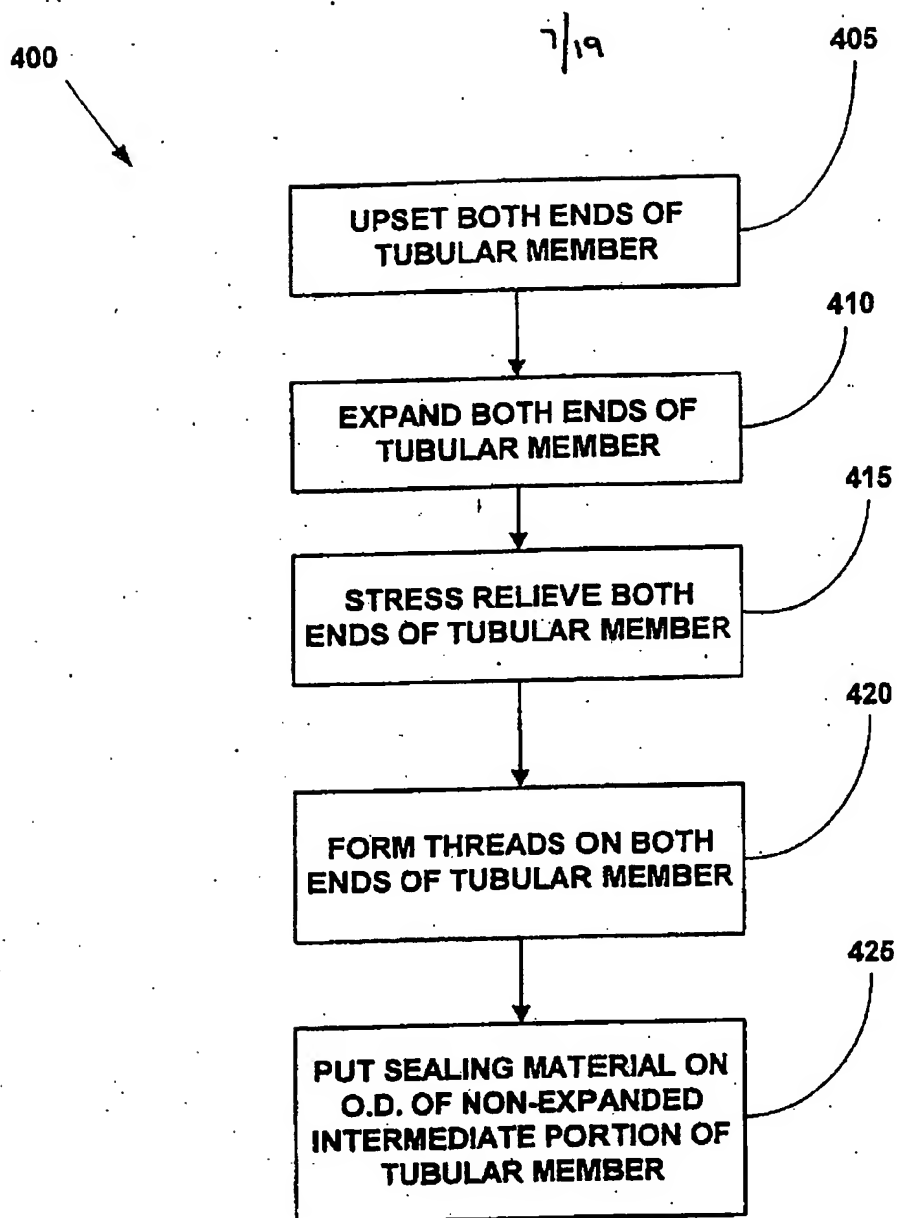 7/19
400
405
UPSET BOTH ENDS OF
TUBULAR MEMBER
410
EXPAND BOTH ENDS OF
TUBULAR MEMBER
415
STRESS RELIEVE BOTH
ENDS OF TUBULAR MEMBER
420
FORM THREADS ON BOTH
ENDS OF TUBULAR MEMBER
425
PUT SEALING MATERIAL ON
O.D. OF NON-EXPANDED
INTERMEDIATE PORTION OF
TUBULAR MEMBER